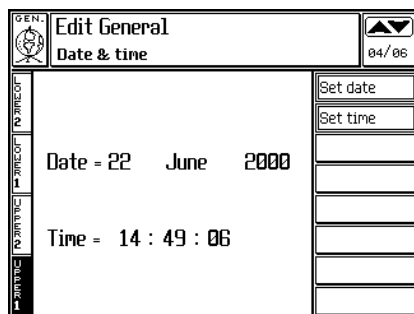 GEN.
Edit General
Date & time
04/06
LOWER 2
LOWER 1
UPPER 2
UPPER 1
Date = 22 June 2000
Time = 14 : 49 : 06
Set date
Set time